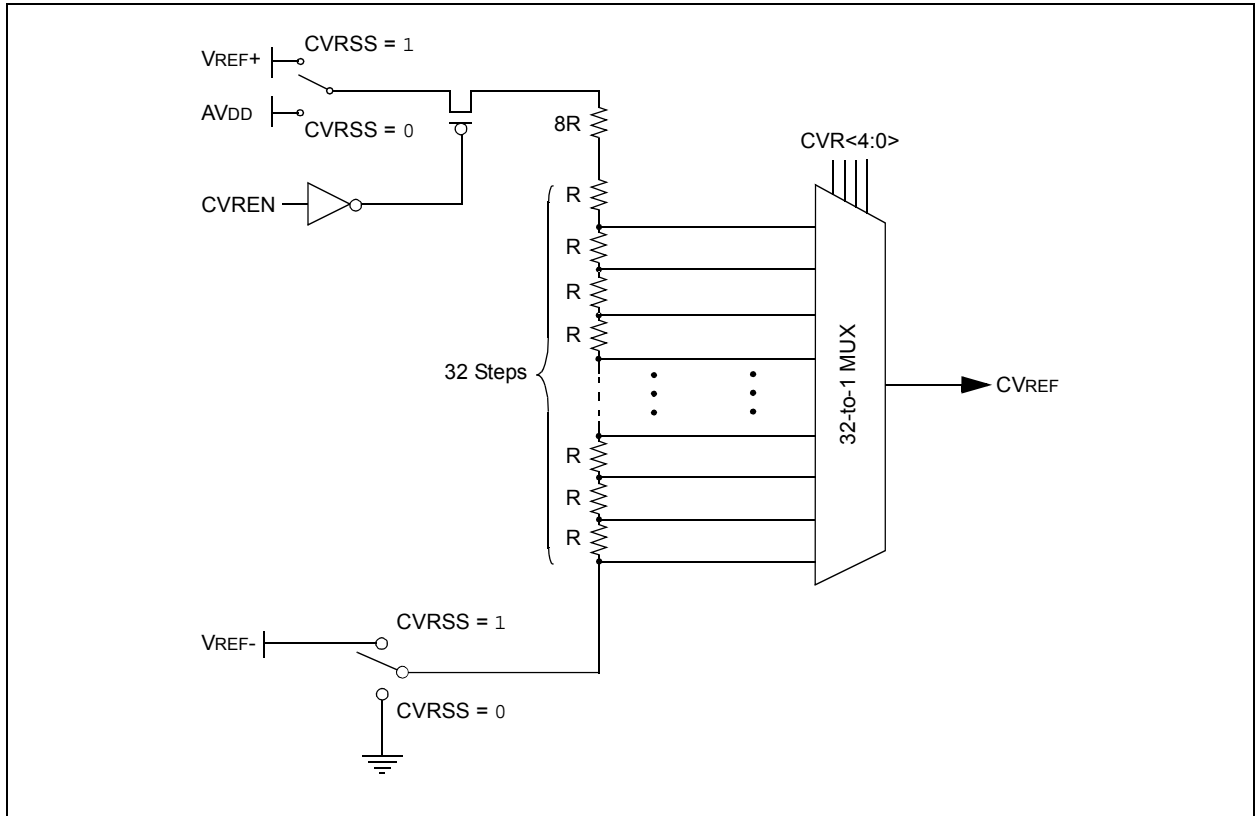 CVRSS = 1
VREF+
AVDD
CVRSS = 0
8R
CVR<4:0>
CVREN
R
R
R
R
32 Steps
32-to-1 MUX
CVREF
R
R
R
CVRSS = 1
VREF-
CVRSS = 0